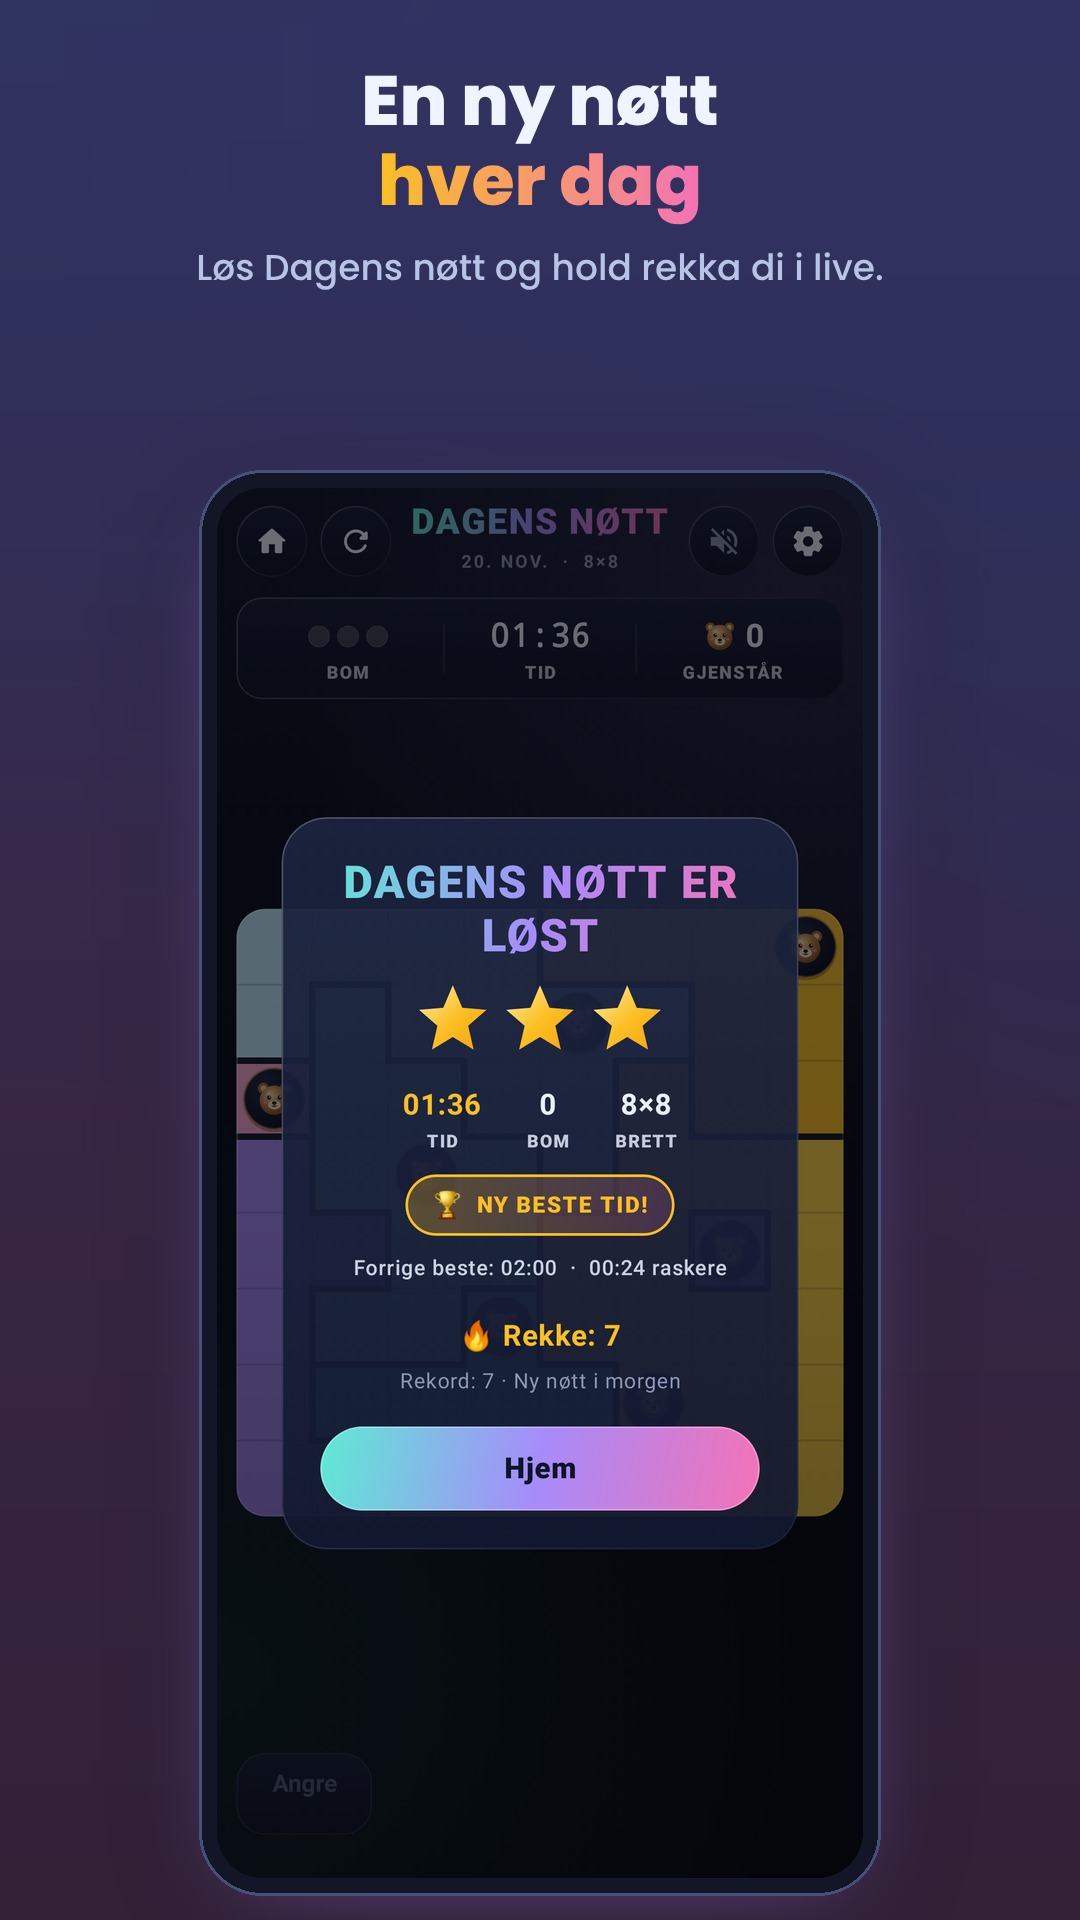 En ny nøtt
hver dag
Løs Dagens nøtt og hold rekka di i live.
DAGENS NØTT
20. NOV. · 8×8
01:36
0
BOM
TID
GJENSTÅR
DAGENS NØTT ER
LØST
01:36
0
8×8
TID
BOM
BRETT
NY BESTE TID!
Forrige beste: 02:00 · 00:24 raskere
Rekke: 7
Rekord: 7 · Ny nøtt i morgen
Hjem
Angre